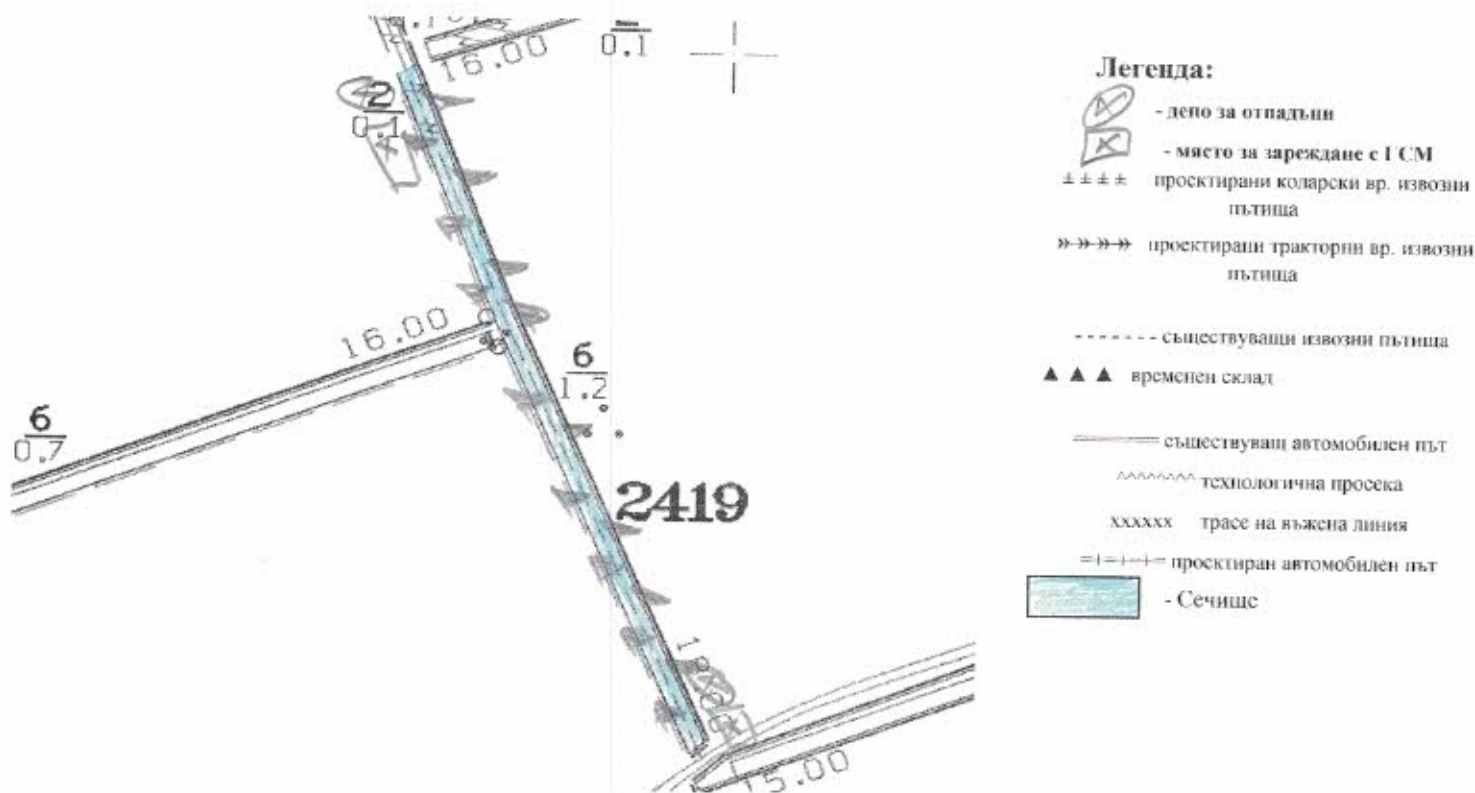 16.00
0.1
2
0.1
16.00
6
1.2
6
0.7
2419
15.00
Легенда:
- депо за отпадъци
- място за зареждане с ГСМ
проектирани коларски вр. извозни
пътища
проектирани тракторни вр. извозни
пътища
съществуващи извозни пътища
временен склад
съществуващ автомобилен път
технологична просека
xxxxxx трасе на въжена линия
проектиран автомобилен път
- Сечище